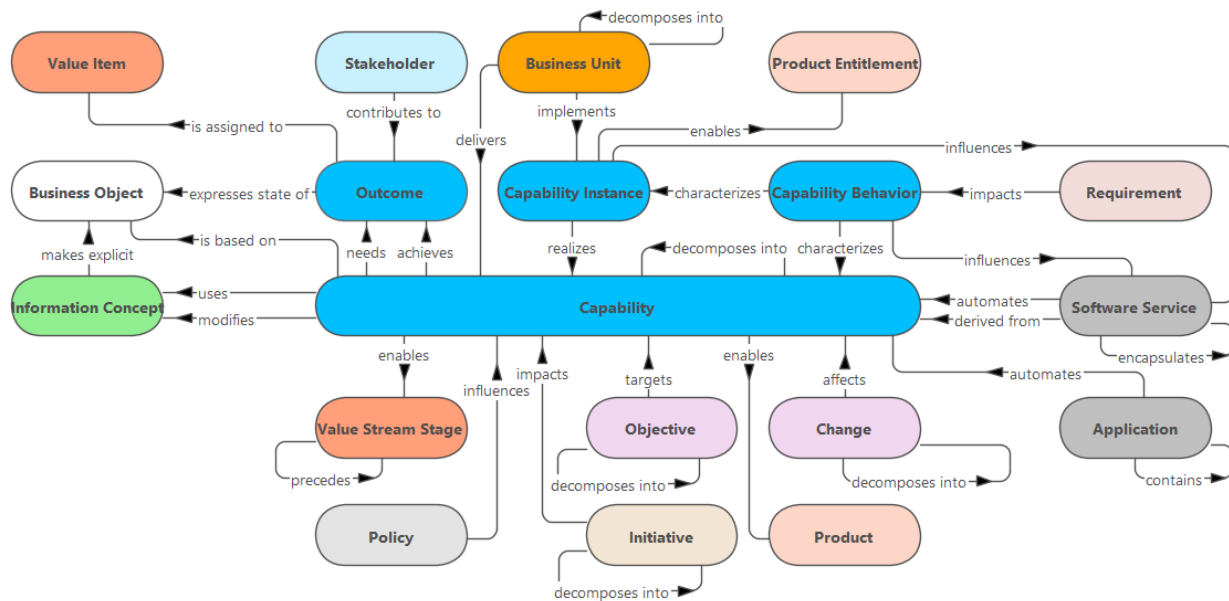 decomposes into
Value Item
Stakeholder
Business Unit
Product Entitlement
contributes to
implements
is assigned to
delivers
enables
influences
Business Object
expresses state of
Outcome
Capability Instance
characterizes
Capability Behavior
impacts
Requirement
is based on
makes explicit
needs
achieves
realizes
decomposes into
characterizes
influences
Information Concept
uses
modifies
Capability
automates
derived from
Software Service
enables
influences
impacts
targets
enables
affects
automates
encapsulates
Value Stream Stage
Objective
Change
Application
precedes
decomposes into
decomposes into
contains
Policy
Initiative
Product
decomposes into